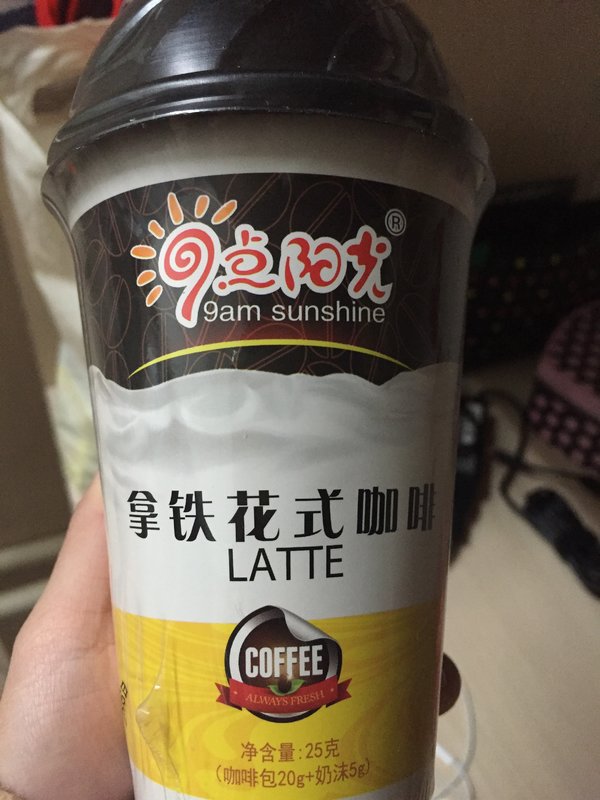 9点阳光®
9am sunshine
拿铁花式咖啡
LATTE
COFFEE
ALWAYS FRESH
净含量:25克
(咖啡包20g+奶沫5g)